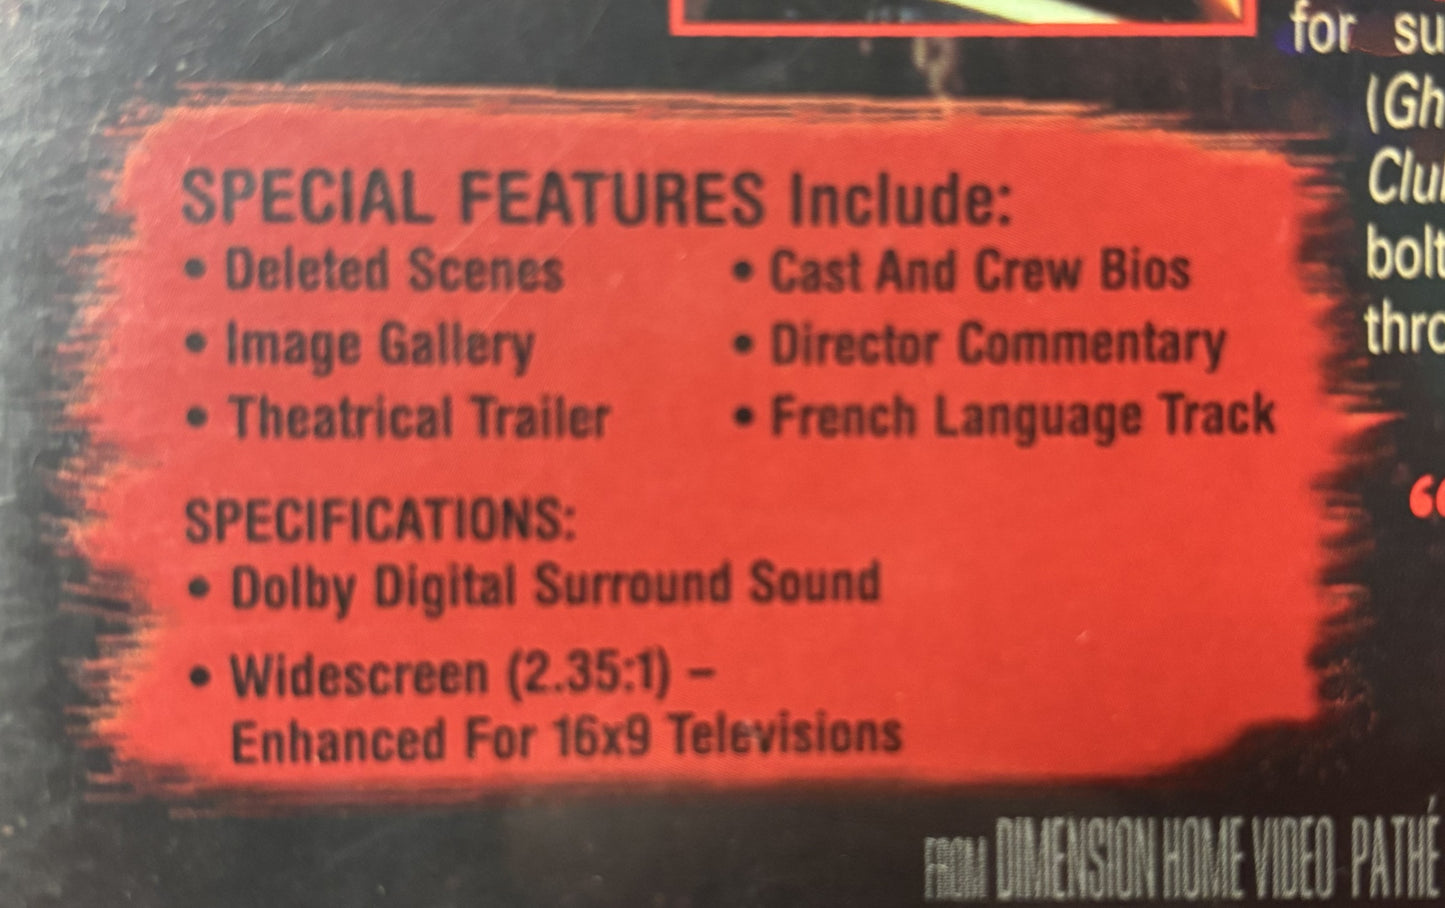 for su
(Gh
Clu
bolt
thro
SPECIAL FEATURES Include:
• Deleted Scenes
• Image Gallery
• Theatrical Trailer
• Cast And Crew Bios
• Director Commentary
• French Language Track
SPECIFICATIONS:
• Dolby Digital Surround Sound
• Widescreen (2.35:1) –
Enhanced For 16x9 Televisions
“
FROM DIMENSION HOME VIDEO PATHÉ